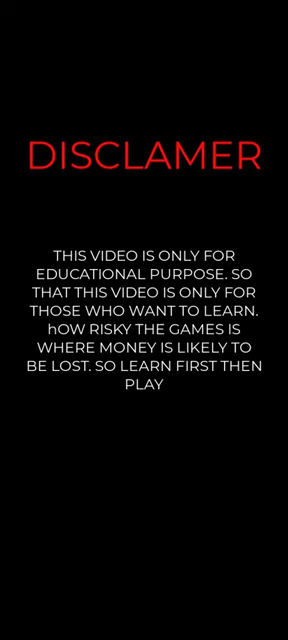 DISCLAMER
THIS VIDEO IS ONLY FOR
EDUCATIONAL PURPOSE. SO
THAT THIS VIDEO IS ONLY FOR
THOSE WHO WANT TO LEARN.
hOW RISKY THE GAMES IS
WHERE MONEY IS LIKELY TO
BE LOST. SO LEARN FIRST THEN
PLAY